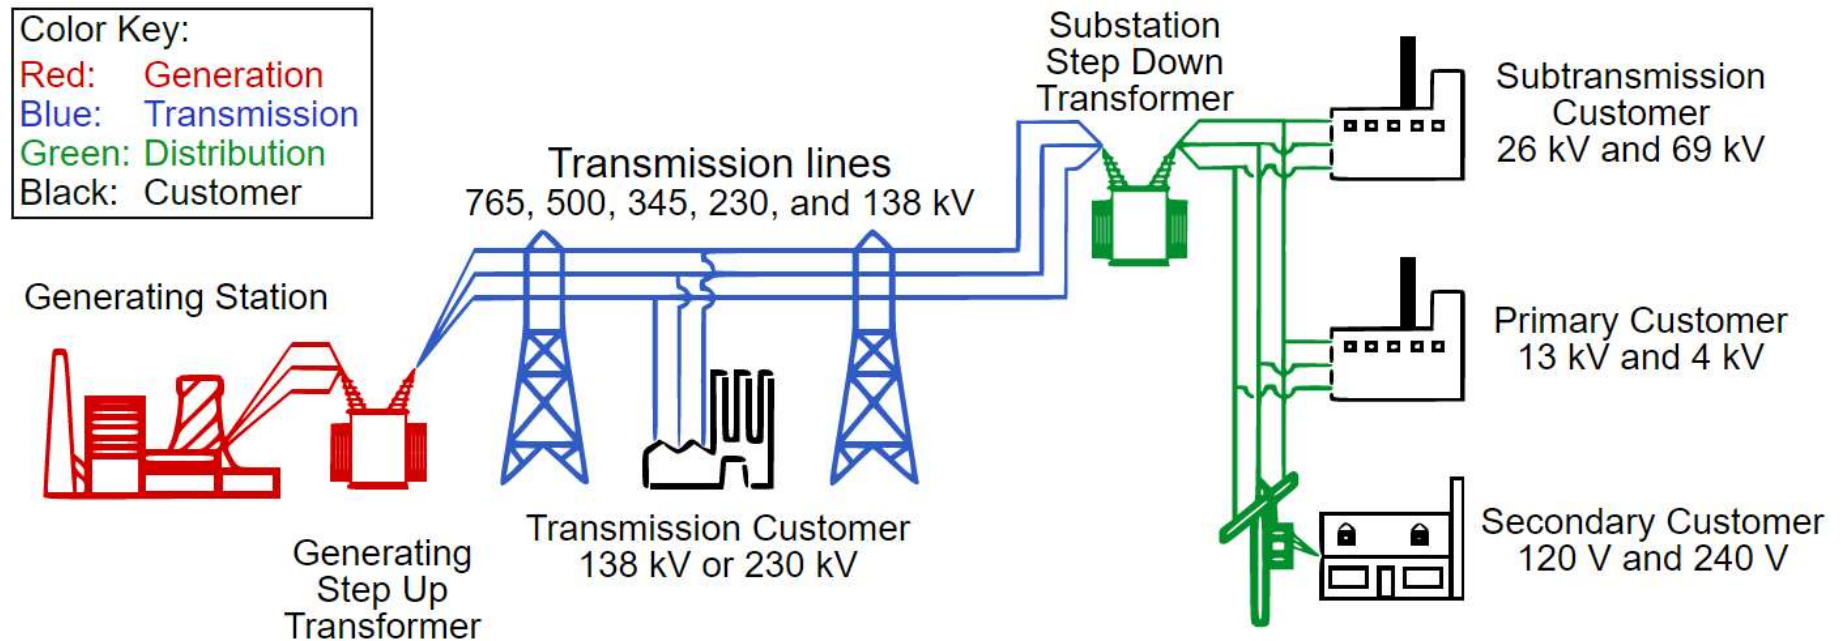 Color Key:
Red: Generation
Blue: Transmission
Green: Distribution
Black: Customer
Generating Station
Generating
Step Up
Transformer
Transmission lines
765, 500, 345, 230, and 138 kV
Transmission Customer
138 kV or 230 kV
Substation
Step Down
Transformer
Subtransmission
Customer
26 kV and 69 kV
Primary Customer
13 kV and 4 kV
Secondary Customer
120 V and 240 V